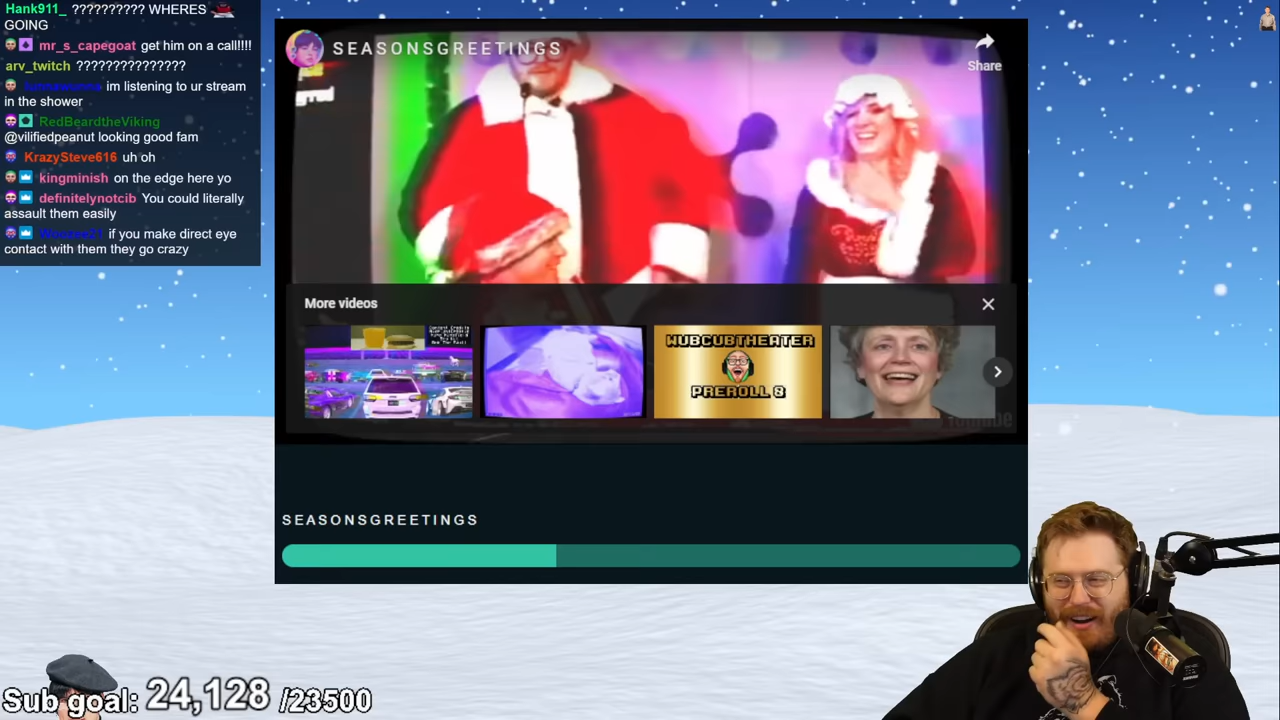 Hank911_ ?????????? WHERES
GOING
mr_s_capegoat get him on a call!!!!
arv_twitch ???????????????
im listening to ur stream
in the shower
RedBeardtheViking
@vilifiedpeanut looking good fam
KrazySteve616 uh oh
kingminish on the edge here yo
definitelynotcib You could literally
assault them easily
if you make direct eye
contact with them they go crazy
SEASONSGREETINGS
Share
More videos
WUBCUBTHEATER
PREROLL 8
SEASONSGREETINGS
Sub goal: 24,128 /23500